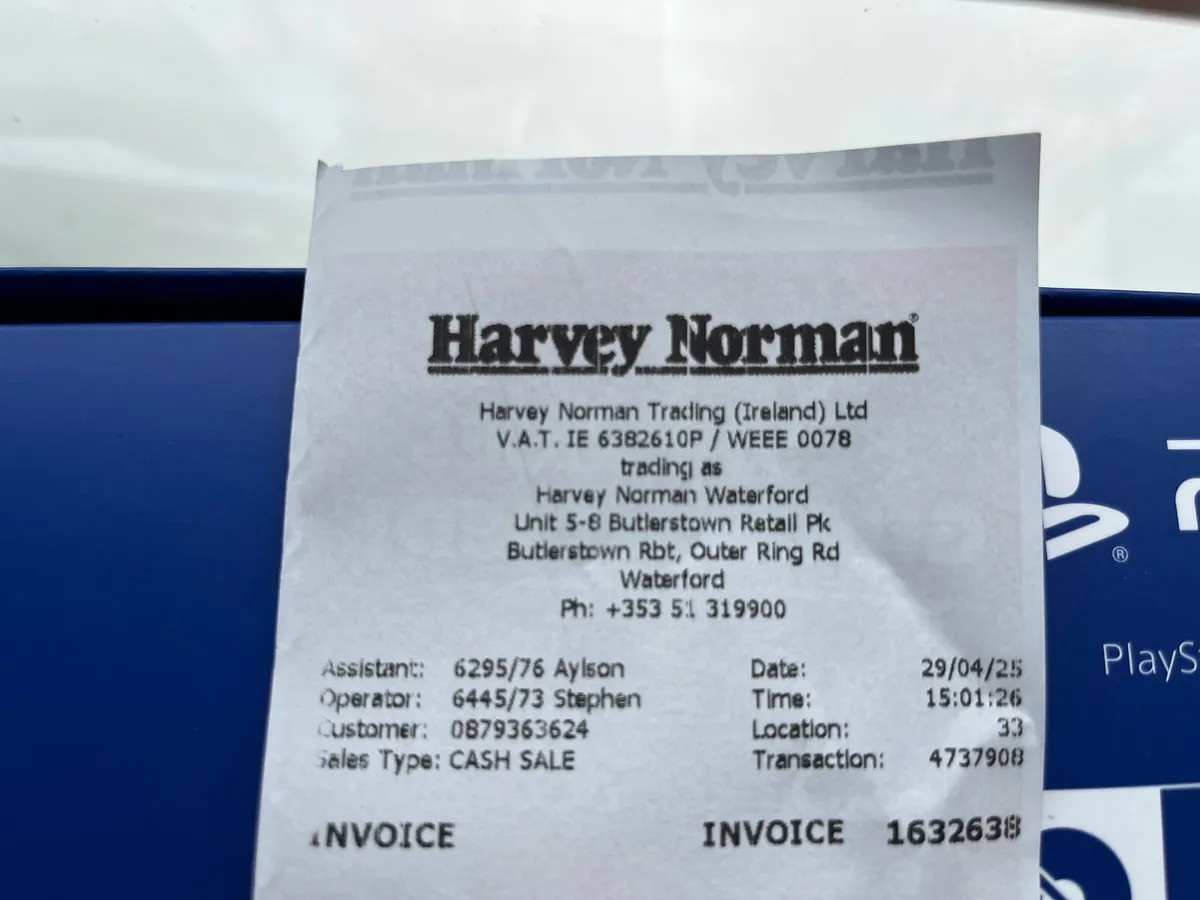 Harvey Norman
Harvey Norman®
Harvey Norman Trading (Ireland) Ltd
V.A.T. IE 6382610P / WEEE 0078
trading as
Harvey Norman Waterford
Unit 5-8 Butlerstown Retail Pk
Butlerstown Rbt, Outer Ring Rd
Waterford
Ph: +353 51 319900
Assistant: 6295/76 Aylson Date: 29/04/25
Operator: 6445/73 Stephen Time: 15:01:26
Customer: 0879363624 Location: 33
Sales Type: CASH SALE Transaction: 4737908
INVOICE INVOICE 1632638
®
PlayS